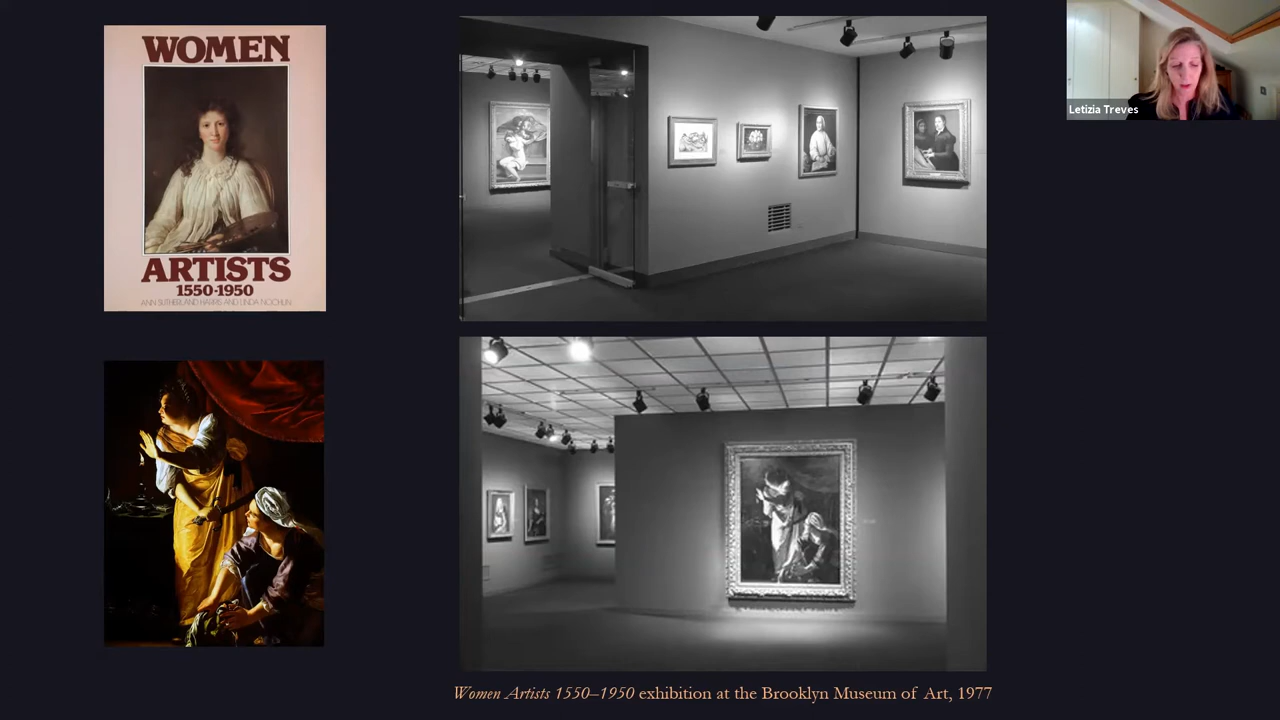 WOMEN
ARTISTS
1550-1950
ANN SUTHERLAND HARRIS AND LINDA NOCHLIN
Letizia Treves
Women Artists 1550–1950 exhibition at the Brooklyn Museum of Art, 1977